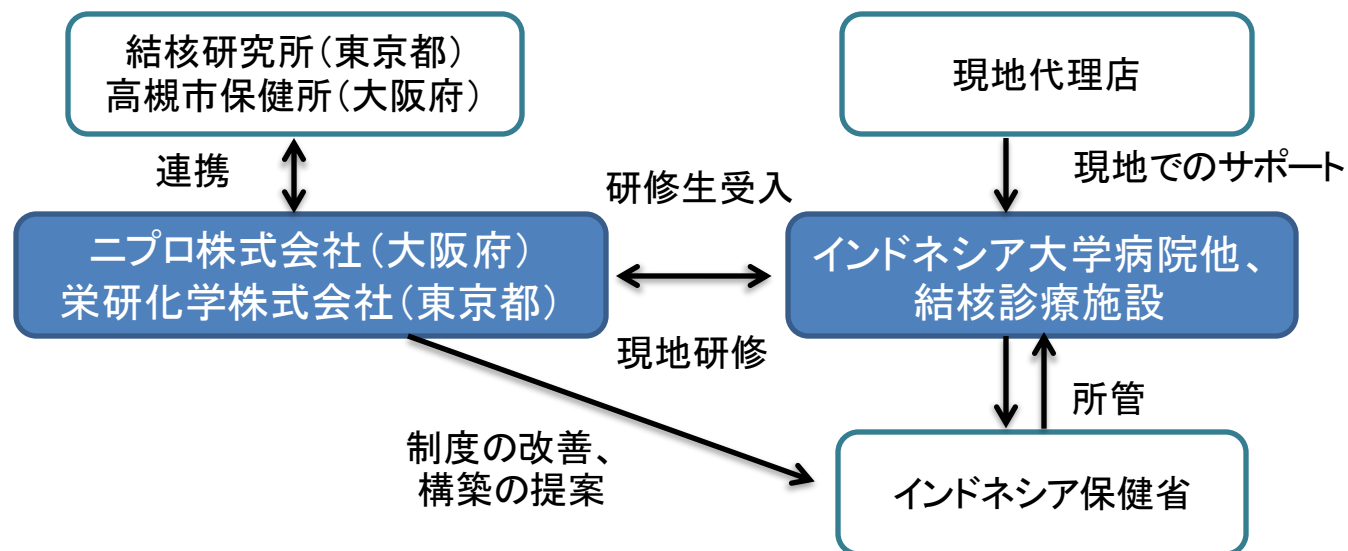 結核研究所(東京都)
高槻市保健所(大阪府)
現地代理店
連携
現地でのサポート
研修生受入
ニプロ株式会社(大阪府)
栄研化学株式会社(東京都)
インドネシア大学病院他、
結核診療施設
現地研修
所管
制度の改善、
構築の提案
インドネシア保健省